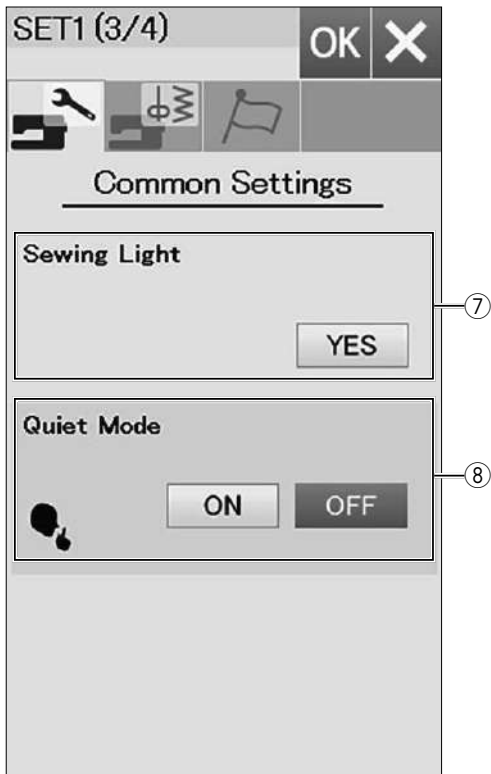 SET1 (3/4)
OK
Common Settings
Sewing Light
⑦
YES
Quiet Mode
⑧
ON OFF